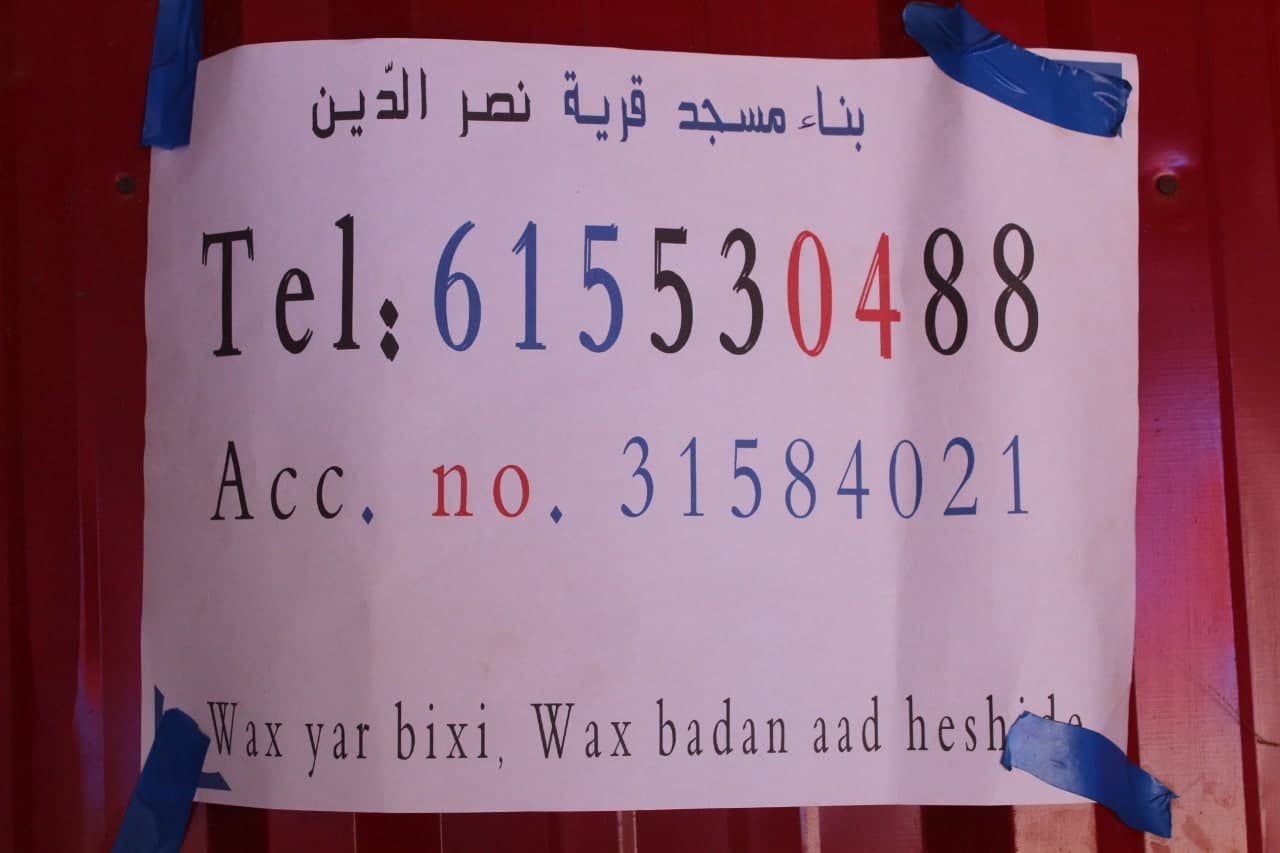 بناء مسجد قرية نصر الدّين
Tel: 615530488
Acc. no. 31584021
Wax yar bixi, Wax badan aad